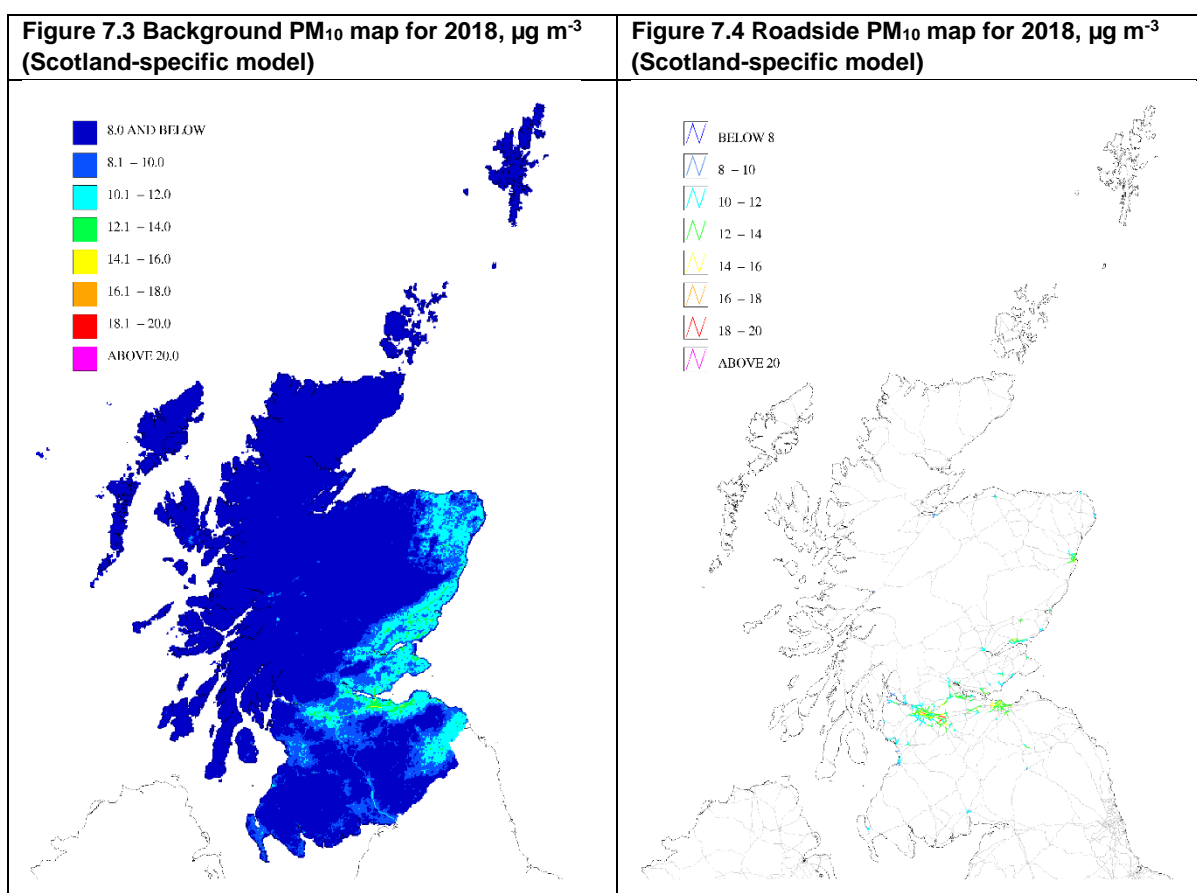 Figure 7.3 Background PM₁₀ map for 2018, µg m⁻³
(Scotland-specific model)
8.0 AND BELOW
8.1 – 10.0
10.1 – 12.0
12.1 – 14.0
14.1 – 16.0
16.1 – 18.0
18.1 – 20.0
ABOVE 20.0
Figure 7.4 Roadside PM₁₀ map for 2018, µg m⁻³
(Scotland-specific model)
BELOW 8
8 – 10
10 – 12
12 – 14
14 – 16
16 – 18
18 – 20
ABOVE 20